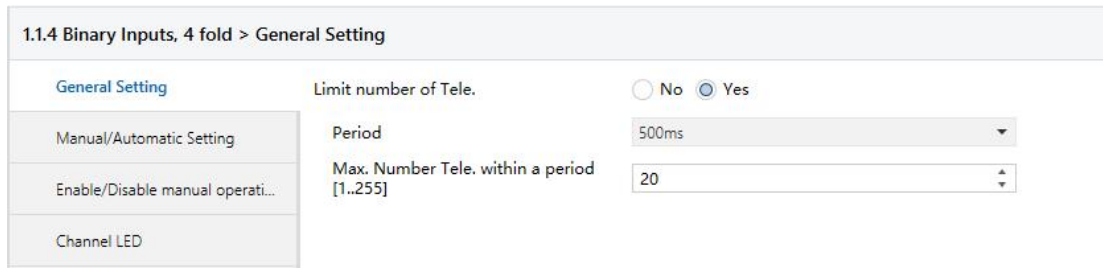 1.1.4 Binary Inputs, 4 fold > General Setting
General Setting
Limit number of Tele.
No Yes
Manual/Automatic Setting
Period
500ms
Enable/Disable manual operati...
Max. Number Tele. within a period
[1..255]
20
Channel LED